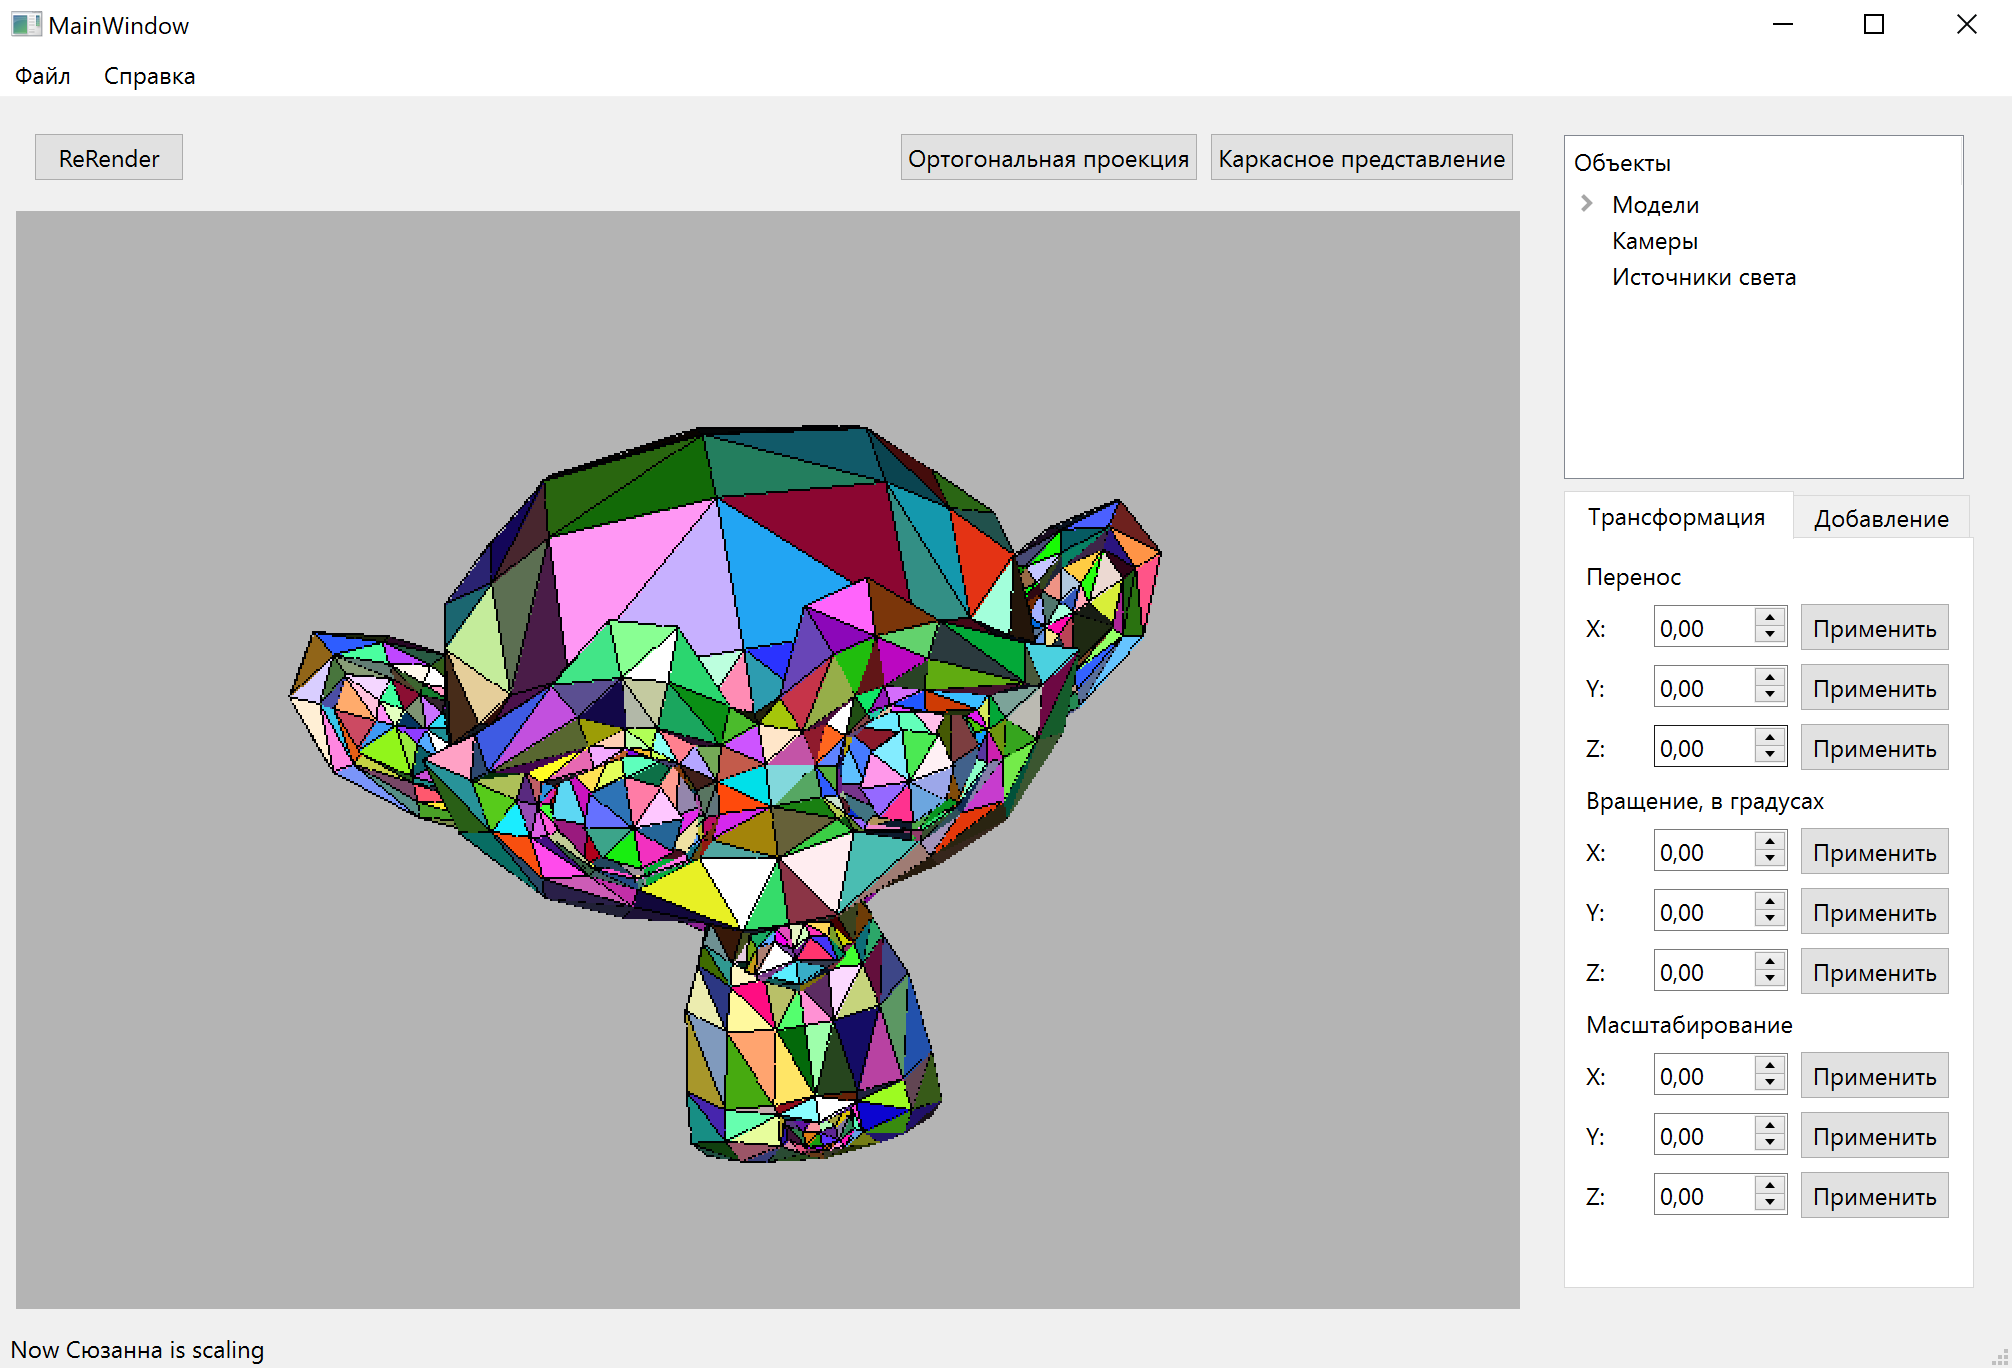 MainWindow
Файл Справка
ReRender Ортогональная проекция Каркасное представление
Объекты
Модели
Камеры
Источники света
Трансформация Добавление
Перенос
X: 0,00 Применить
Y: 0,00 Применить
Z: 0,00 Применить
Вращение, в градусах
X: 0,00 Применить
Y: 0,00 Применить
Z: 0,00 Применить
Масштабирование
X: 0,00 Применить
Y: 0,00 Применить
Z: 0,00 Применить
Now Сюзанна is scaling